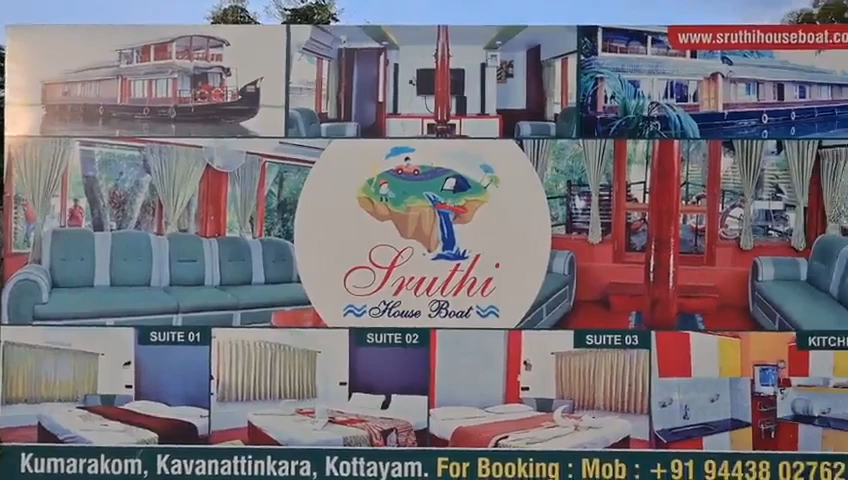 www.sruthihouseboat.co
Sruthi
House Boat
SUITE 01
SUITE 02
SUITE 03
KITCH
Kumarakom, Kavanattinkara, Kottayam. For Booking : Mob : +91 94438 02762